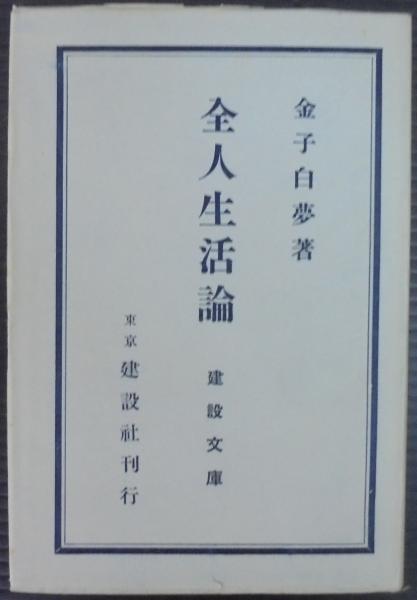 金子白夢著
全人生活論
建設文庫
東京
建設社刊行